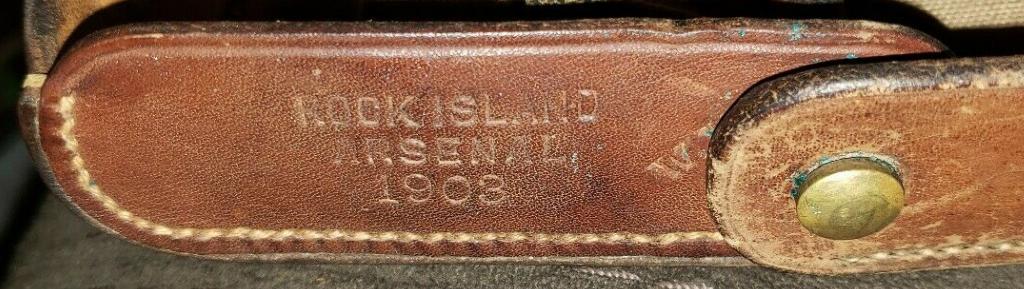 ROCK ISLAND
ARSENAL
1903